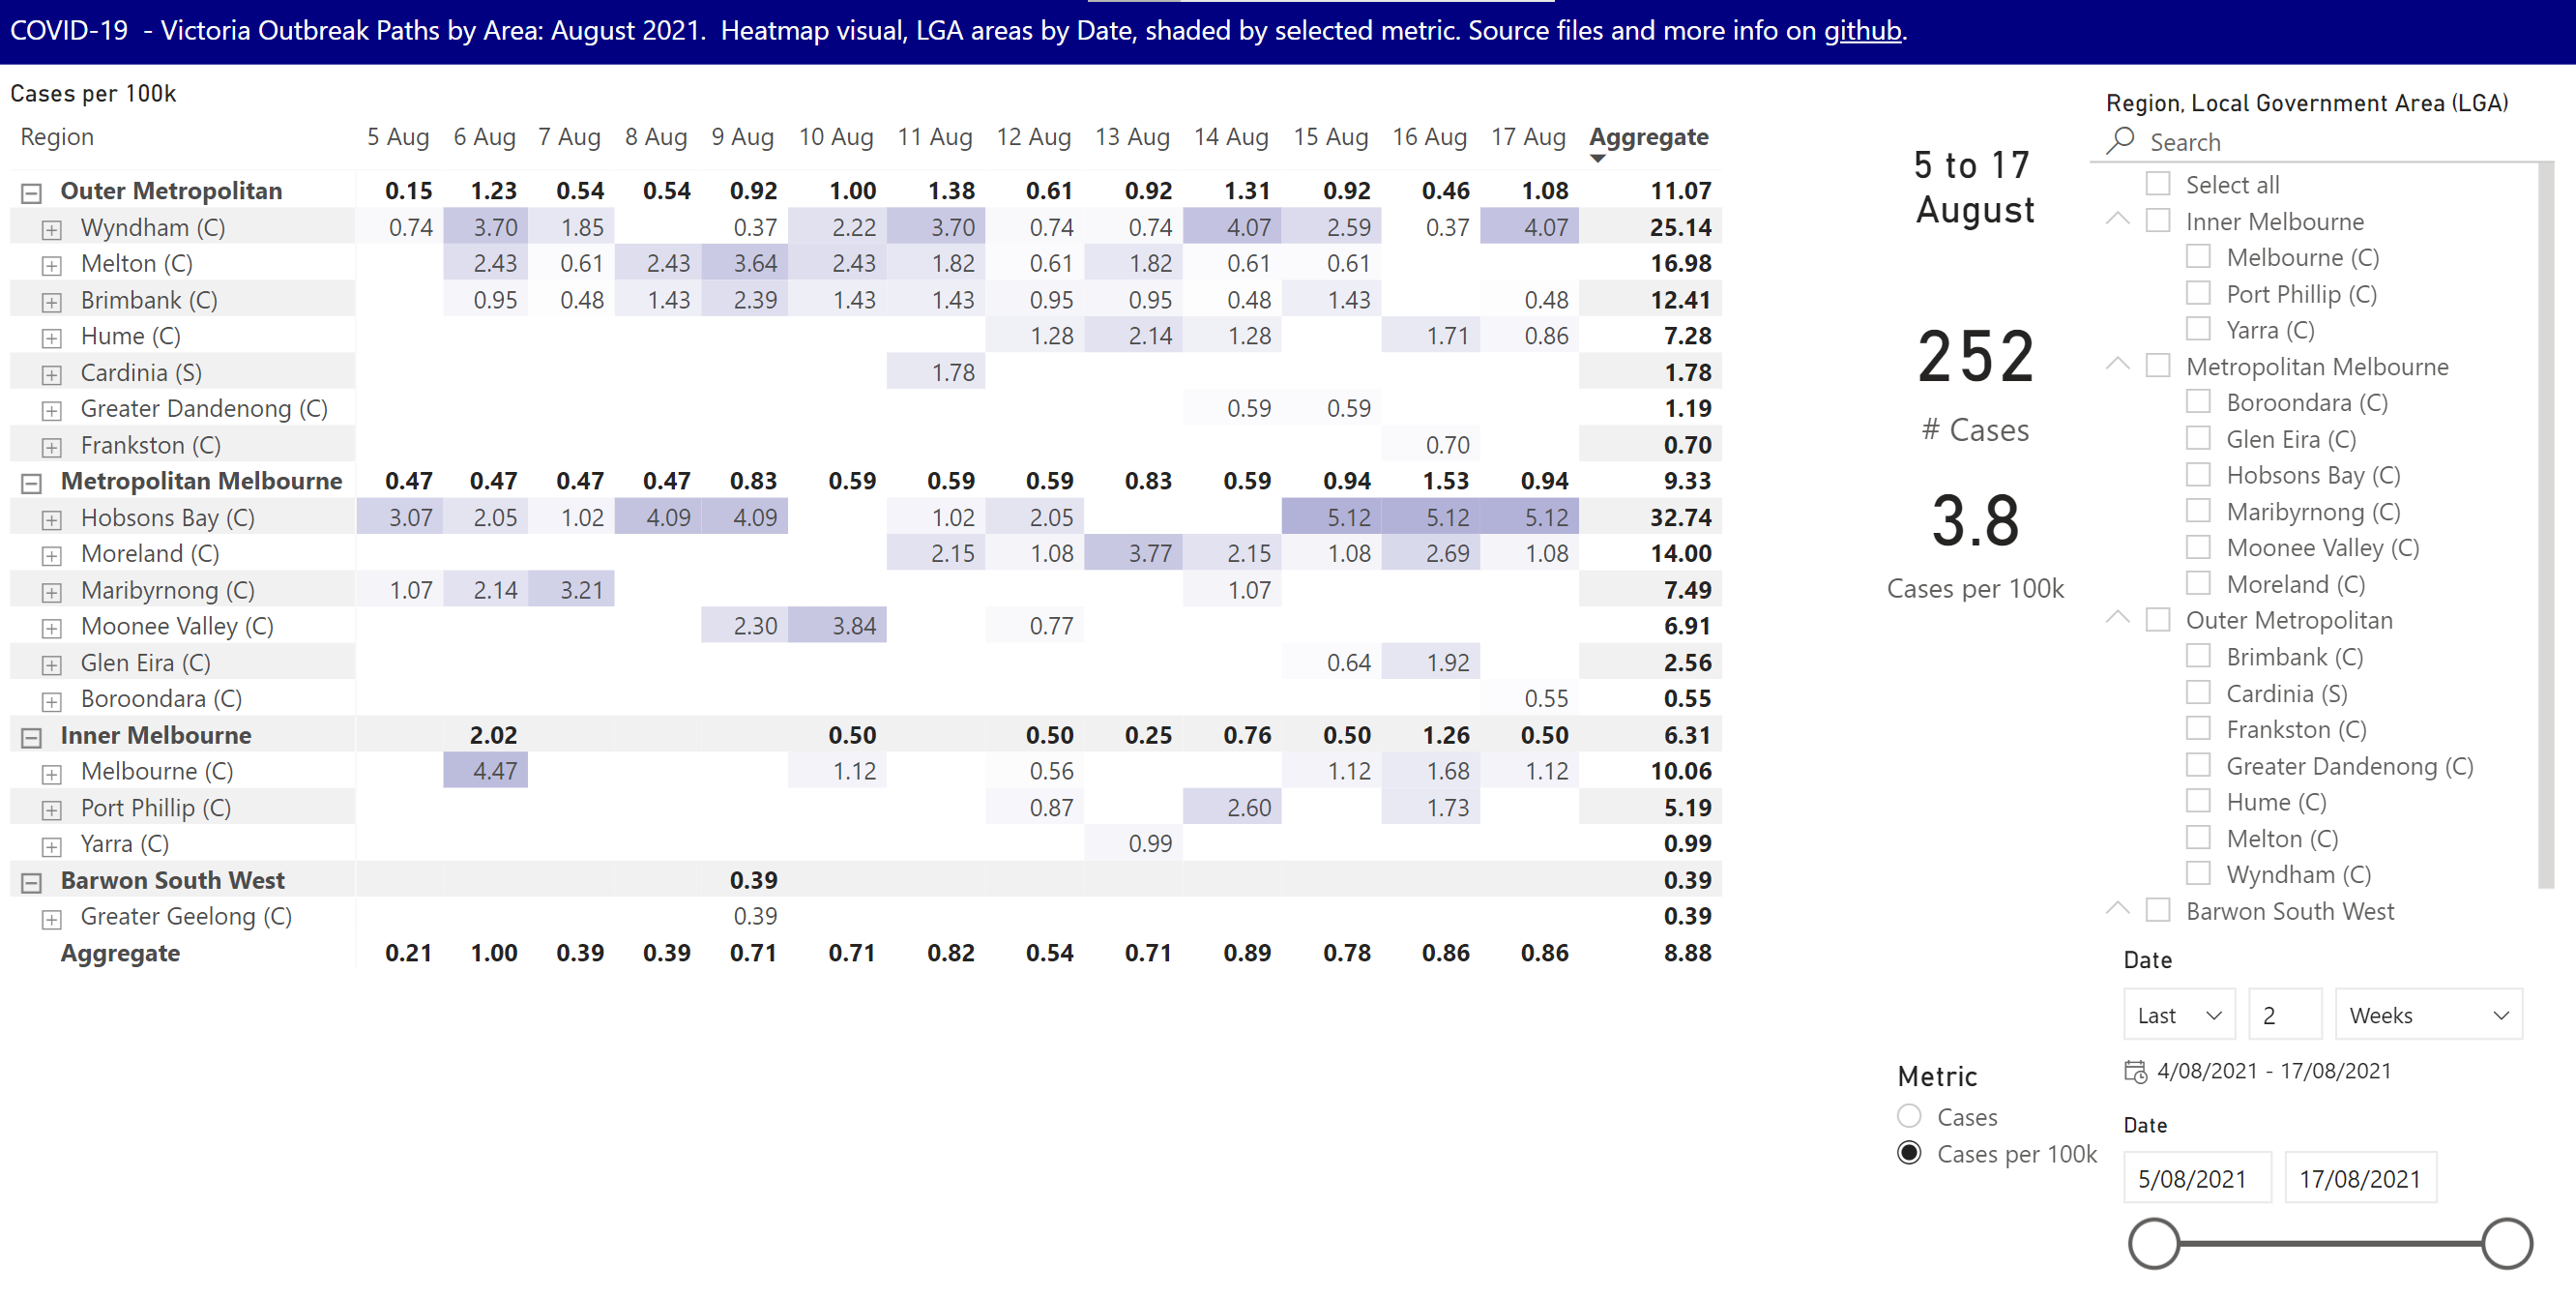 COVID-19  - Victoria Outbreak Paths by Area: August 2021.  Heatmap visual, LGA areas by Date, shaded by selected metric. Source files and more info on github.
Cases per 100k
Region 5 Aug 6 Aug 7 Aug 8 Aug 9 Aug 10 Aug 11 Aug 12 Aug 13 Aug 14 Aug 15 Aug 16 Aug 17 Aug Aggregate
Outer Metropolitan 0.15 1.23 0.54 0.54 0.92 1.00 1.38 0.61 0.92 1.31 0.92 0.46 1.08 11.07
Wyndham (C) 0.74 3.70 1.85 0.37 2.22 3.70 0.74 0.74 4.07 2.59 0.37 4.07 25.14
Melton (C) 2.43 0.61 2.43 3.64 2.43 1.82 0.61 1.82 0.61 0.61 16.98
Brimbank (C) 0.95 0.48 1.43 2.39 1.43 1.43 0.95 0.95 0.48 1.43 0.48 12.41
Hume (C) 1.28 2.14 1.28 1.71 0.86 7.28
Cardinia (S) 1.78 1.78
Greater Dandenong (C) 0.59 0.59 1.19
Frankston (C) 0.70 0.70
Metropolitan Melbourne 0.47 0.47 0.47 0.47 0.83 0.59 0.59 0.59 0.83 0.59 0.94 1.53 0.94 9.33
Hobsons Bay (C) 3.07 2.05 1.02 4.09 4.09 1.02 2.05 5.12 5.12 5.12 32.74
Moreland (C) 2.15 1.08 3.77 2.15 1.08 2.69 1.08 14.00
Maribyrnong (C) 1.07 2.14 3.21 1.07 7.49
Moonee Valley (C) 2.30 3.84 0.77 6.91
Glen Eira (C) 0.64 1.92 2.56
Boroondara (C) 0.55 0.55
Inner Melbourne 2.02 0.50 0.50 0.25 0.76 0.50 1.26 0.50 6.31
Melbourne (C) 4.47 1.12 0.56 1.12 1.68 1.12 10.06
Port Phillip (C) 0.87 2.60 1.73 5.19
Yarra (C) 0.99 0.99
Barwon South West 0.39 0.39
Greater Geelong (C) 0.39 0.39
Aggregate 0.21 1.00 0.39 0.39 0.71 0.71 0.82 0.54 0.71 0.89 0.78 0.86 0.86 8.88
5 to 17
August
252
# Cases
3.8
Cases per 100k
Metric
Cases
Cases per 100k
Region, Local Government Area (LGA)
Search
Select all
Inner Melbourne
Melbourne (C)
Port Phillip (C)
Yarra (C)
Metropolitan Melbourne
Boroondara (C)
Glen Eira (C)
Hobsons Bay (C)
Maribyrnong (C)
Moonee Valley (C)
Moreland (C)
Outer Metropolitan
Brimbank (C)
Cardinia (S)
Frankston (C)
Greater Dandenong (C)
Hume (C)
Melton (C)
Wyndham (C)
Barwon South West
Date
Last 2 Weeks
4/08/2021 - 17/08/2021
Date
5/08/2021 17/08/2021